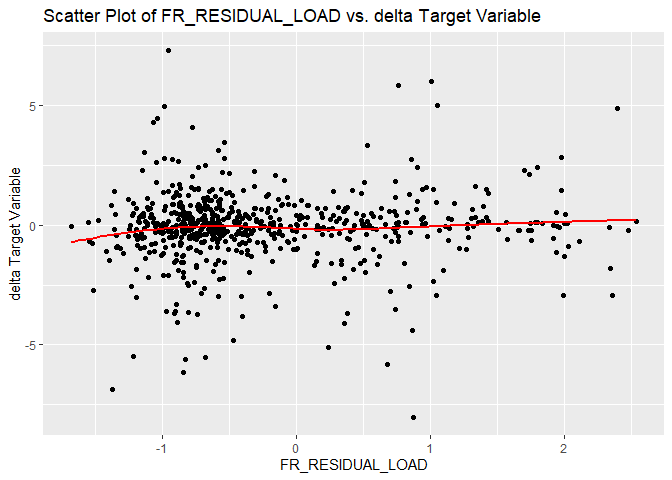 Scatter Plot of FR_RESIDUAL_LOAD vs. delta Target Variable
delta Target Variable
5
0
-5
-1
0
1
2
FR_RESIDUAL_LOAD